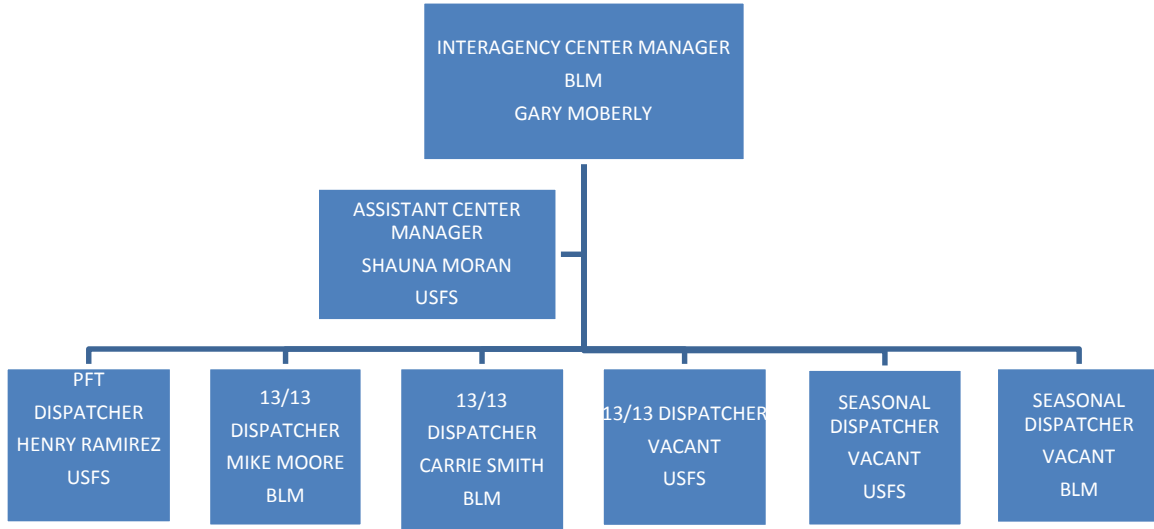 INTERAGENCY CENTER MANAGER
BLM
GARY MOBERLY
ASSISTANT CENTER
MANAGER
SHAUNA MORAN
USFS
PFT
DISPATCHER
HENRY RAMIREZ
USFS
13/13
DISPATCHER
MIKE MOORE
BLM
13/13
DISPATCHER
CARRIE SMITH
BLM
13/13 DISPATCHER
VACANT
USFS
SEASONAL
DISPATCHER
VACANT
USFS
SEASONAL
DISPATCHER
VACANT
BLM